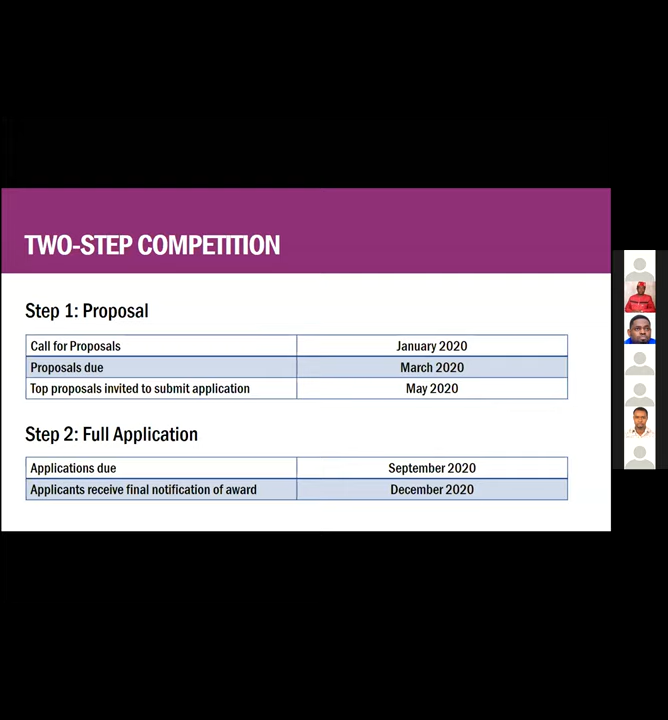 TWO-STEP COMPETITION
Step 1: Proposal
Call for Proposals January 2020
Proposals due March 2020
Top proposals invited to submit application May 2020
Step 2: Full Application
Applications due September 2020
Applicants receive final notification of award December 2020